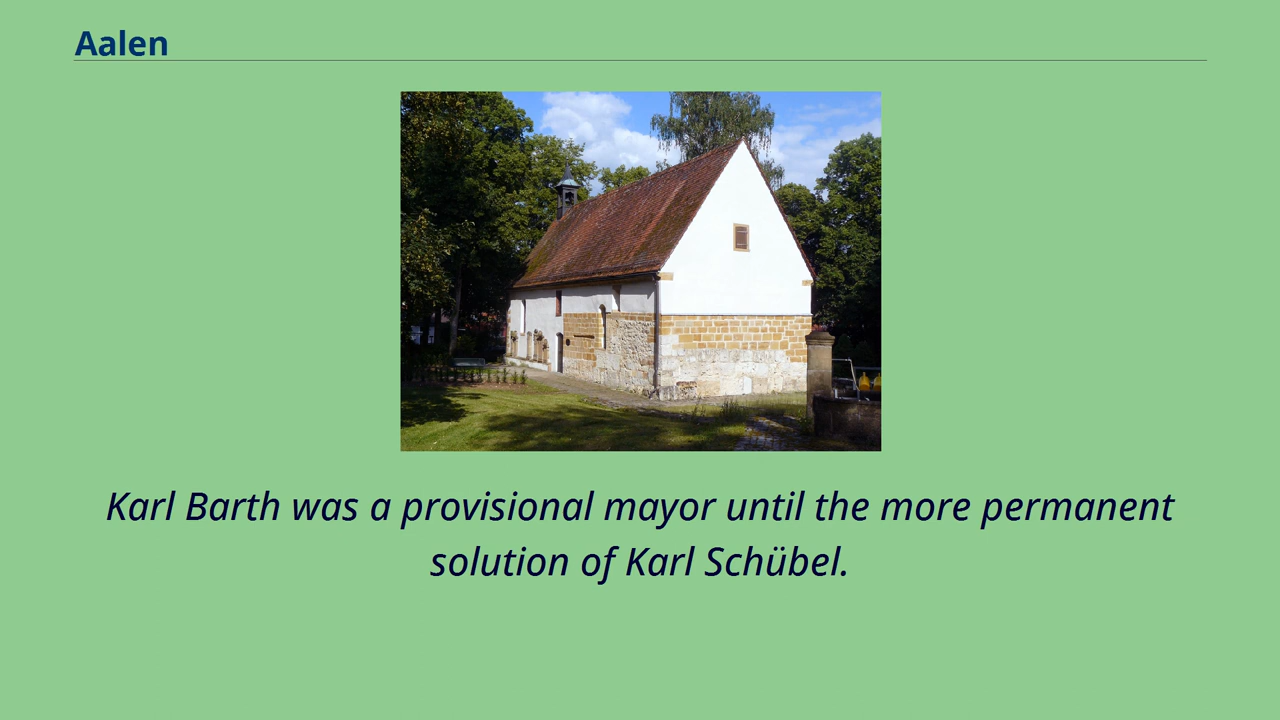 Aalen
Karl Barth was a provisional mayor until the more permanent
solution of Karl Schübel.